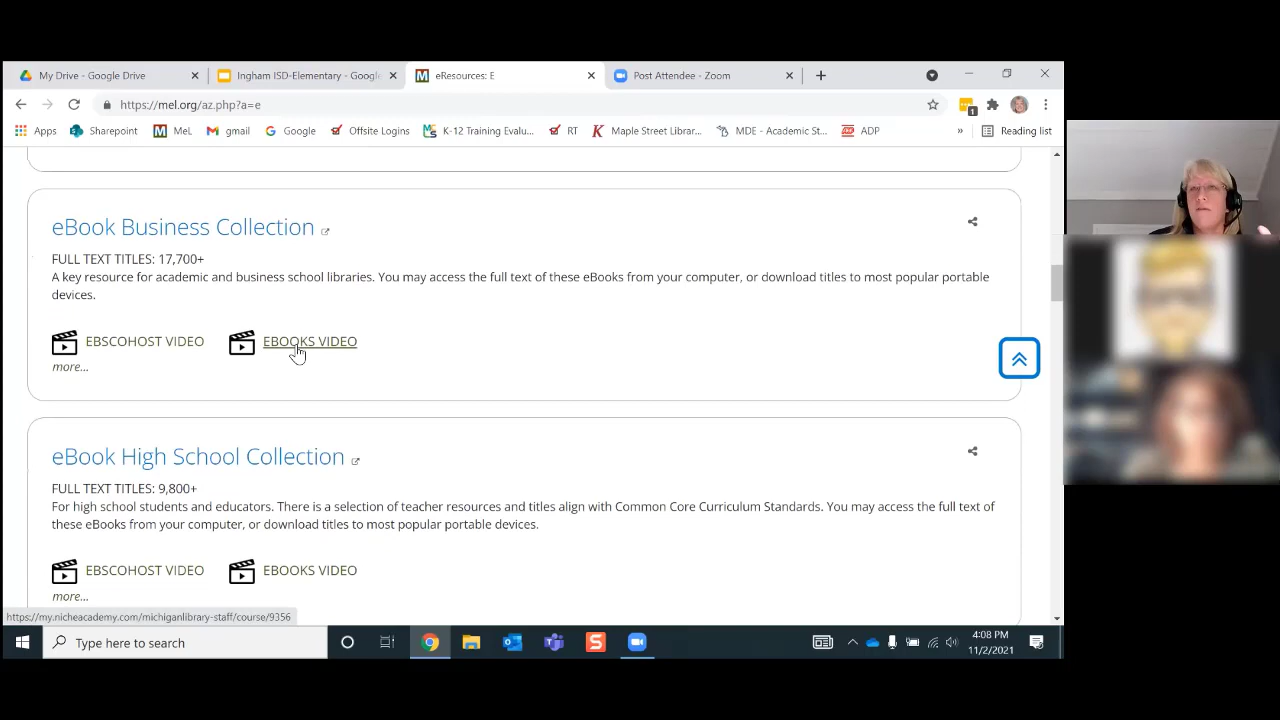 My Drive - Google Drive
Ingham ISD-Elementary - Google
eResources: E
Post Attendee - Zoom
https://mel.org/az.php?a=e
1
Apps
Sharepoint
MeL
gmail
Google
Offsite Logins
K-12 Training Evalu...
RT
Maple Street Librar...
MDE - Academic St...
ADP
»
Reading list
eBook Business Collection
FULL TEXT TITLES: 17,700+
A key resource for academic and business school libraries. You may access the full text of these eBooks from your computer, or download titles to most popular portable
devices.
EBSCOHOST VIDEO
EBOOKS VIDEO
more...
eBook High School Collection
FULL TEXT TITLES: 9,800+
For high school students and educators. There is a selection of teacher resources and titles align with Common Core Curriculum Standards. You may access the full text of
these eBooks from your computer, or download titles to most popular portable devices.
EBSCOHOST VIDEO
EBOOKS VIDEO
more...
https://my.nicheacademy.com/michiganlibrary-staff/course/9356
Type here to search
4:08 PM
11/2/2021